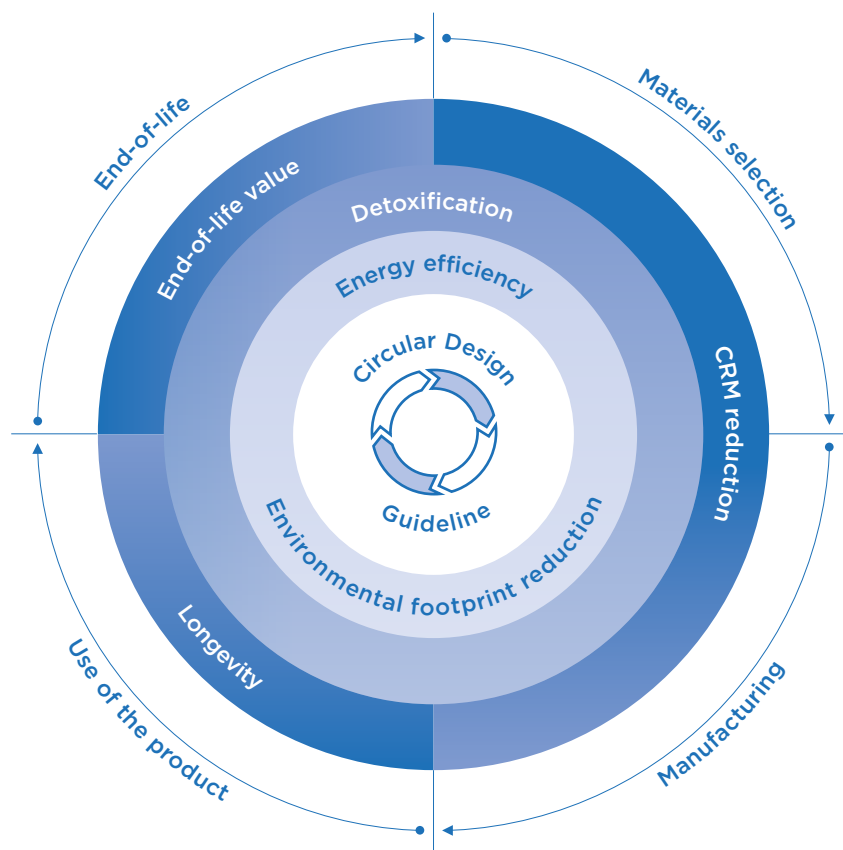 End-of-life
Materials selection
End-of-life value
Detoxification
Energy efficiency
Circular Design
Guideline
CRM reduction
Environmental footprint reduction
Longevity
Use of the product
Manufacturing